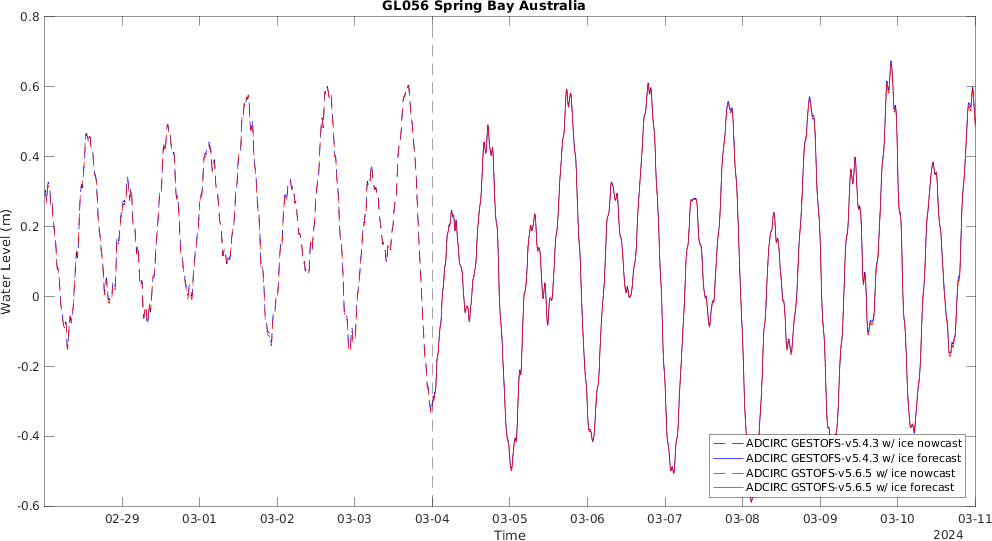 GL056 Spring Bay Australia
0.8
0.6
0.4
0.2
0
-0.2
-0.4
-0.6
Water Level (m)
ADCIRC GESTOFS-v5.4.3 w/ ice nowcast
ADCIRC GESTOFS-v5.4.3 w/ ice forecast
ADCIRC GSTOFS-v5.6.5 w/ ice nowcast
ADCIRC GSTOFS-v5.6.5 w/ ice forecast
02-29 03-01 03-02 03-03 03-04 03-05 03-06 03-07 03-08 03-09 03-10 03-11
Time
2024